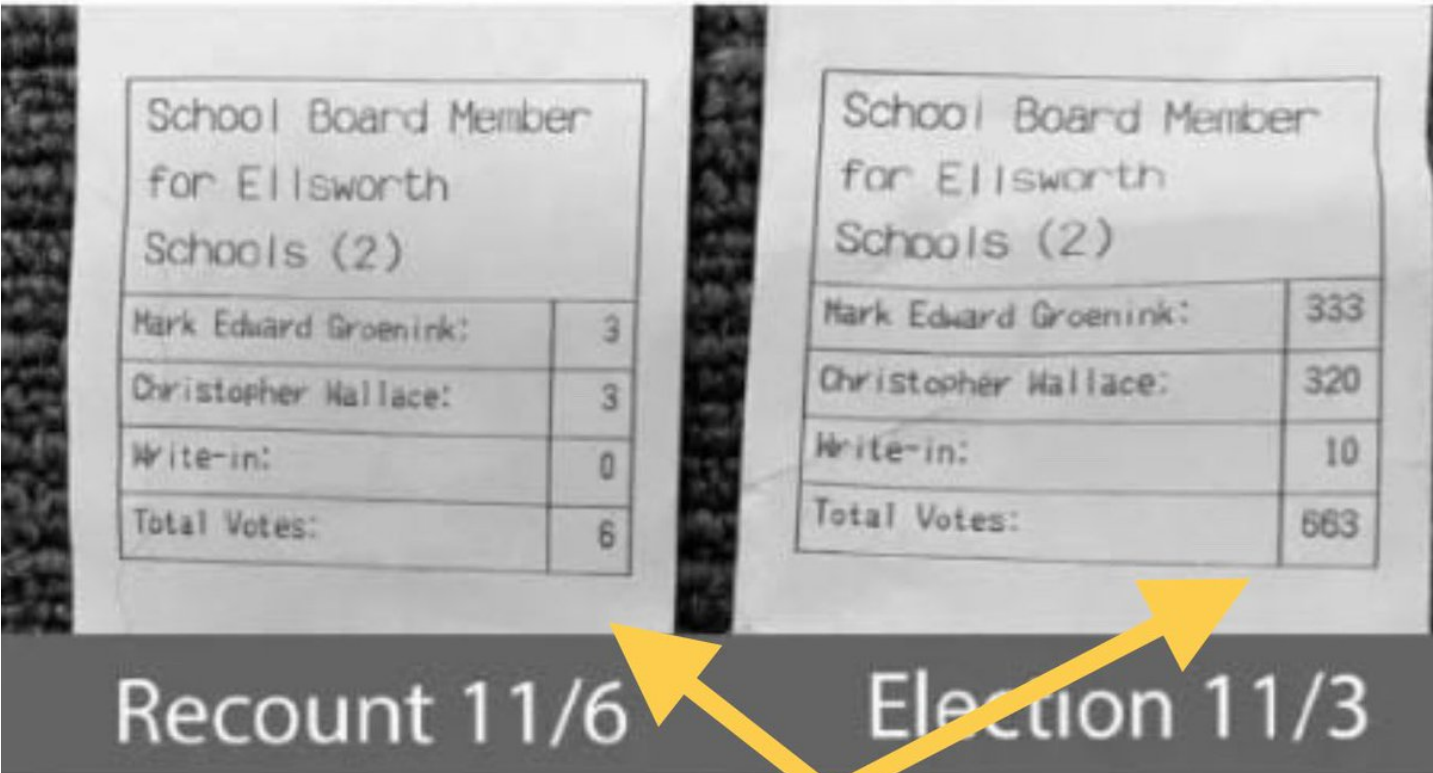 School Board Member
for Ellsworth
Schools (2)
Mark Edward Groenink: 3
Christopher Wallace: 3
Write-in: 0
Total Votes: 6
School Board Member
for Ellsworth
Schools (2)
Mark Edward Groenink: 333
Christopher Wallace: 320
Write-in: 10
Total Votes: 663
Recount 11/6
Election 11/3